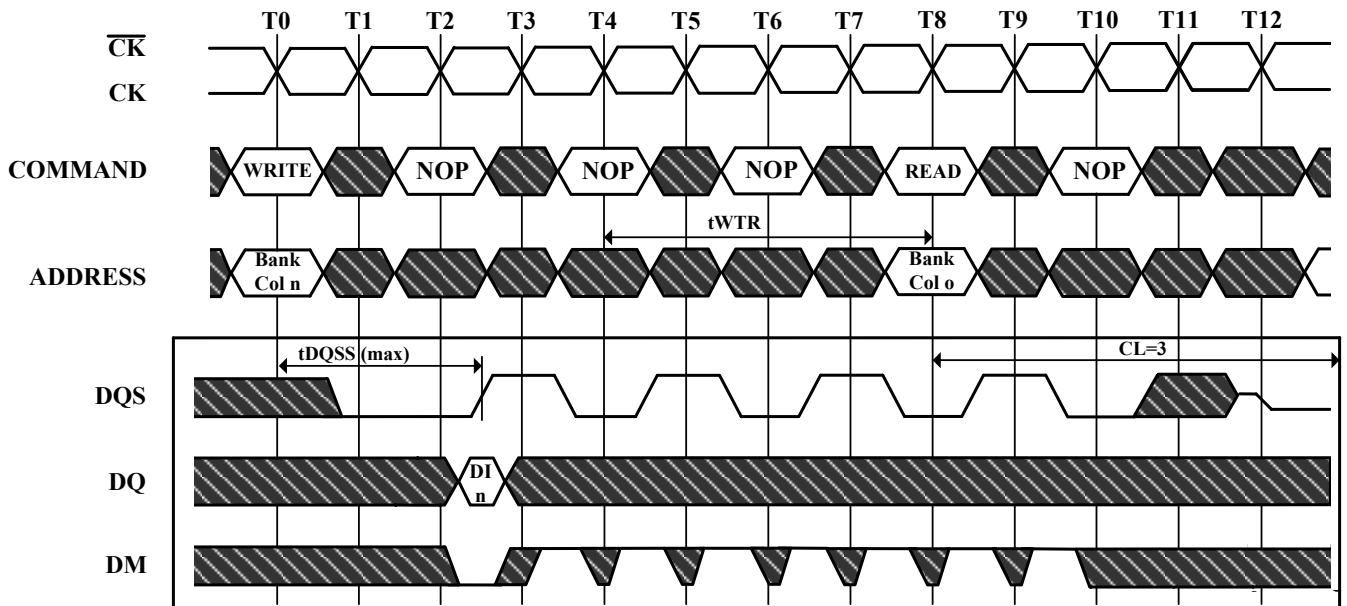 T0 T1 T2 T3 T4 T5 T6 T7 T8 T9 T10 T11 T12
CK
CK
COMMAND WRITE NOP NOP NOP READ NOP
tWTR
ADDRESS Bank Col n Bank Col o
tDQSS (max) CL=3
DQS
DQ DI n
DM